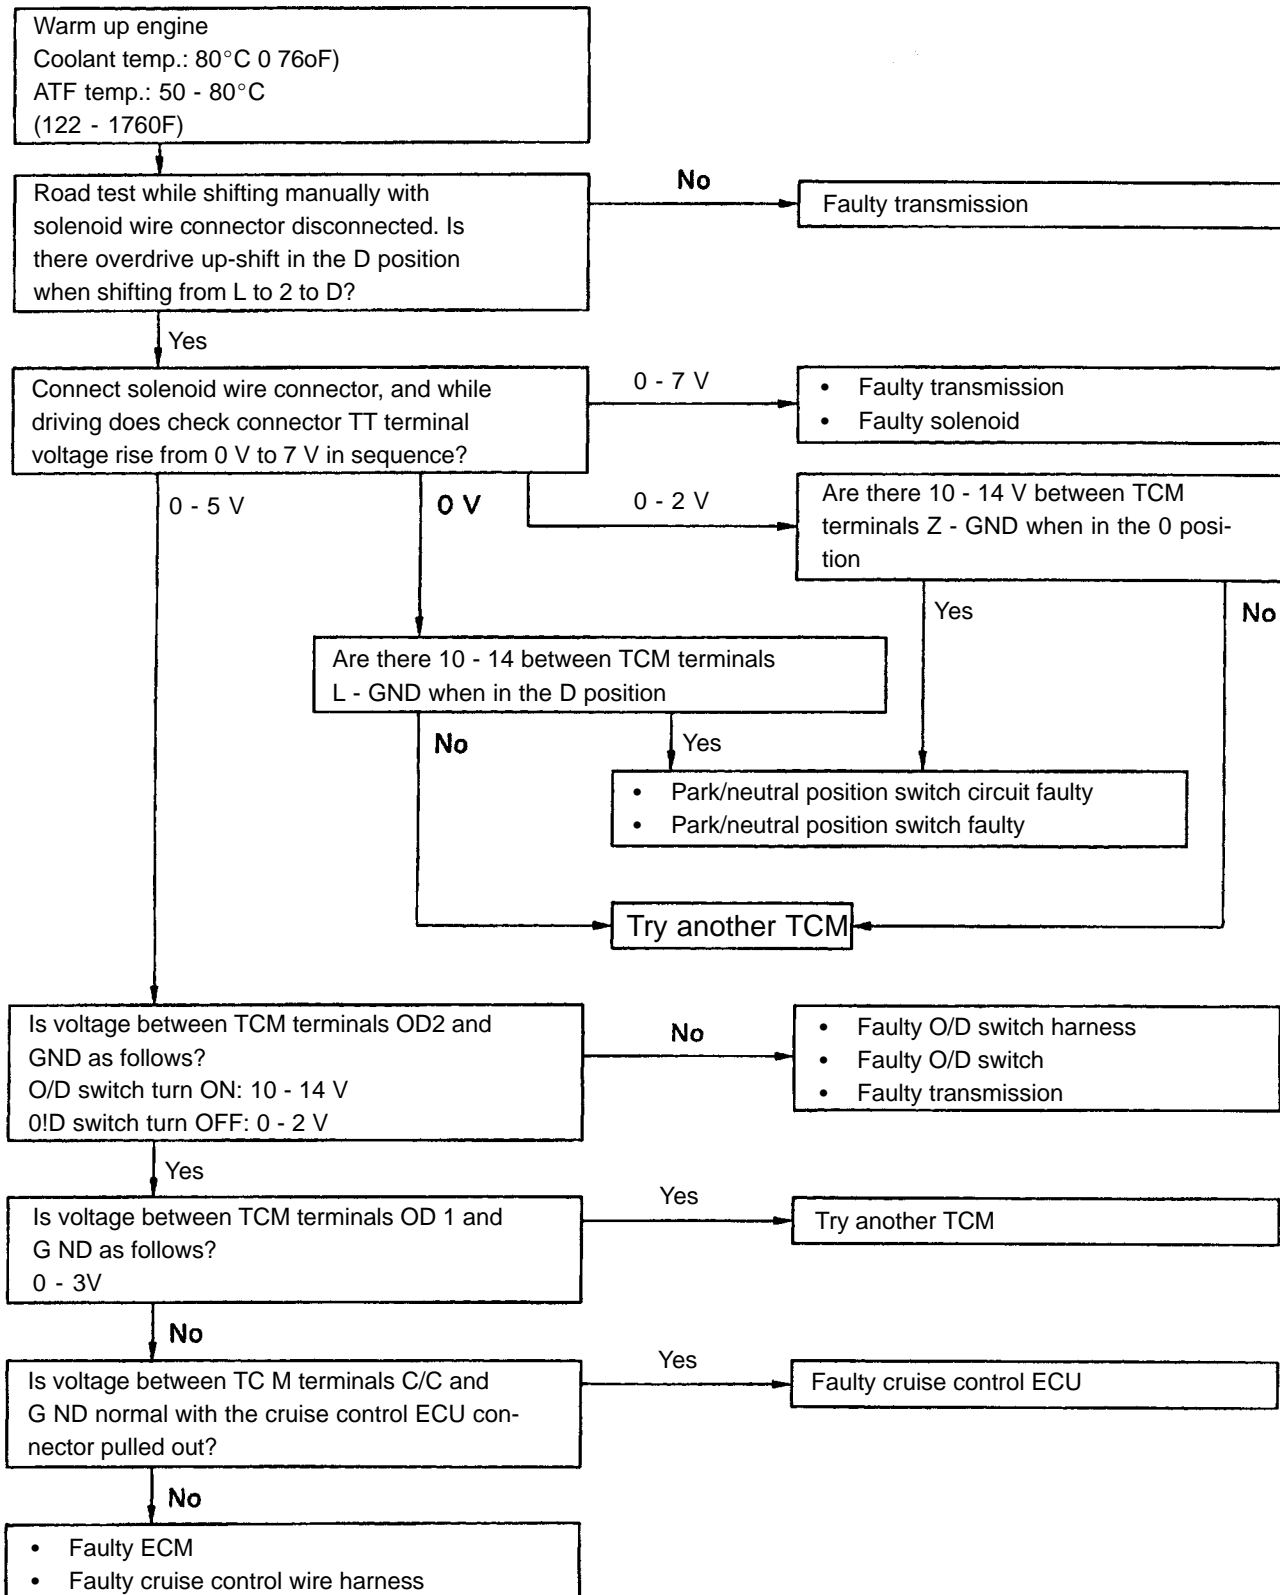 Warm up engine
Coolant temp.: 80°C 0 76oF)
ATF temp.: 50 - 80°C
(122 - 1760F)
Road test while shifting manually with
solenoid wire connector disconnected. Is
there overdrive up-shift in the D position
when shifting from L to 2 to D?
No
Faulty transmission
Yes
Connect solenoid wire connector, and while
driving does check connector TT terminal
voltage rise from 0 V to 7 V in sequence?
0 - 7 V
• Faulty transmission
• Faulty solenoid
0 - 5 V
0 V
0 - 2 V
Are there 10 - 14 V between TCM
terminals Z - GND when in the 0 posi-
tion
Yes
No
Are there 10 - 14 between TCM terminals
L - GND when in the D position
No
Yes
• Park/neutral position switch circuit faulty
• Park/neutral position switch faulty
Try another TCM
Is voltage between TCM terminals OD2 and
GND as follows?
O/D switch turn ON: 10 - 14 V
0!D switch turn OFF: 0 - 2 V
No
• Faulty O/D switch harness
• Faulty O/D switch
• Faulty transmission
Yes
Is voltage between TCM terminals OD 1 and
G ND as follows?
0 - 3V
Yes
Try another TCM
No
Is voltage between TC M terminals C/C and
G ND normal with the cruise control ECU con-
nector pulled out?
Yes
Faulty cruise control ECU
No
• Faulty ECM
• Faulty cruise control wire harness